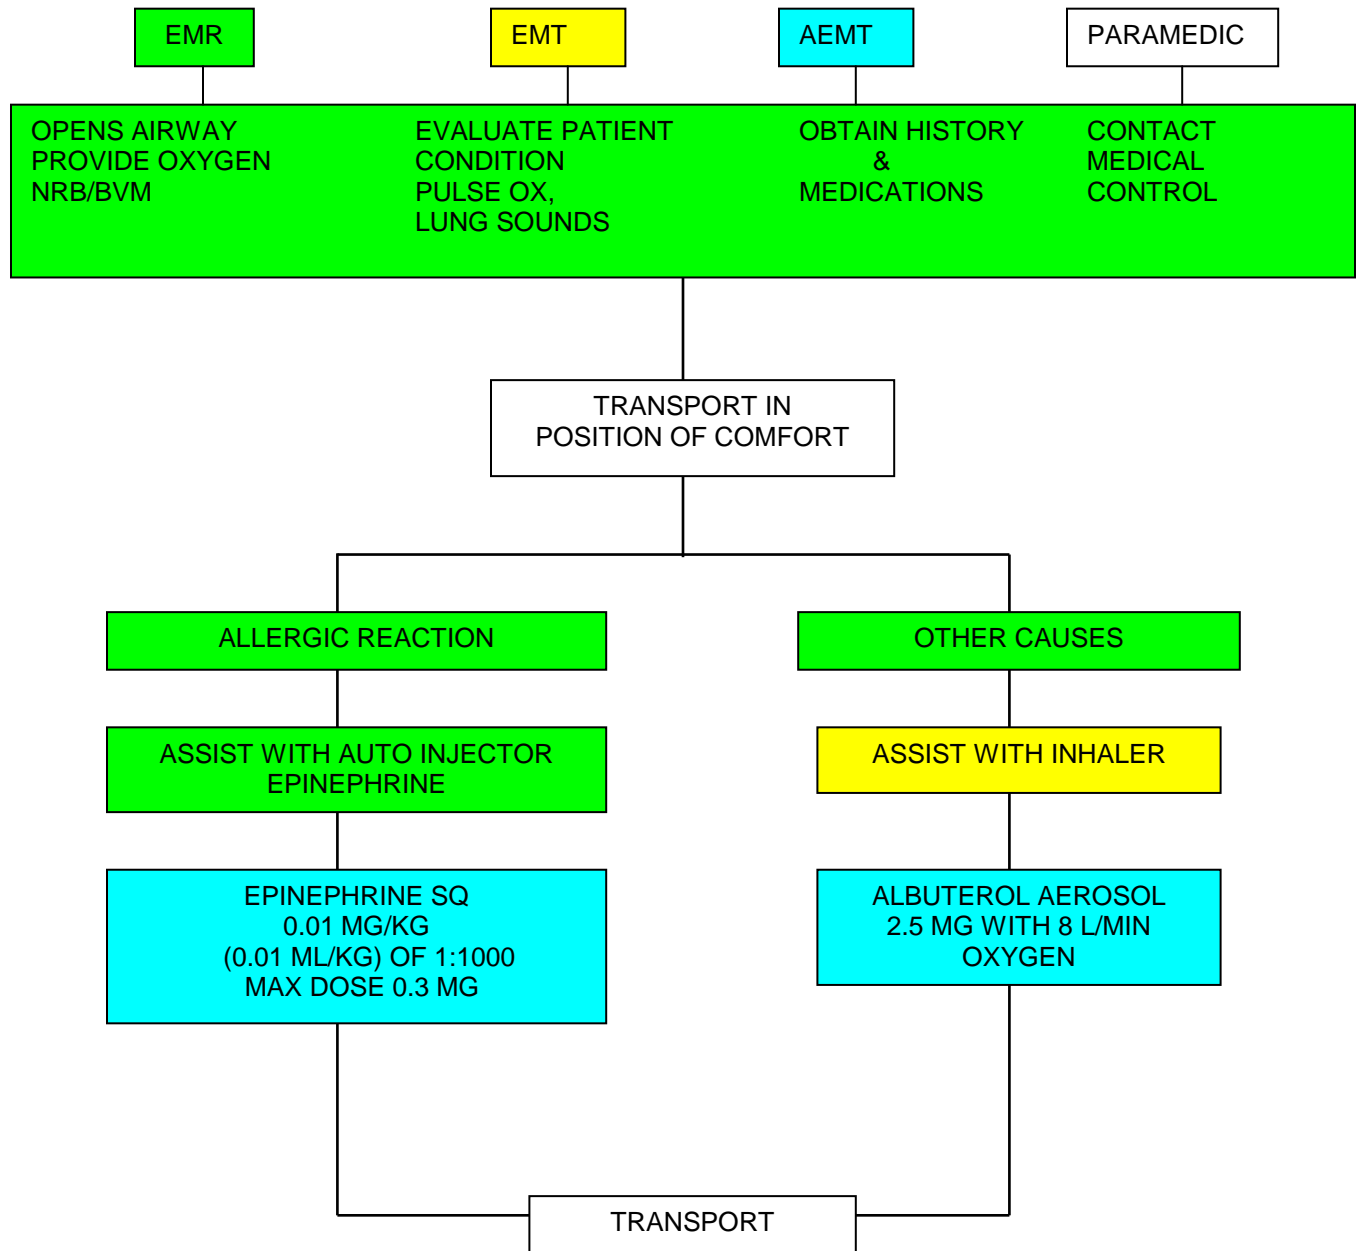 EMR
EMT
AEMT
PARAMEDIC
OPENS AIRWAY
PROVIDE OXYGEN
NRB/BVM
EVALUATE PATIENT
CONDITION
PULSE OX,
LUNG SOUNDS
OBTAIN HISTORY
&
MEDICATIONS
CONTACT
MEDICAL
CONTROL
TRANSPORT IN
POSITION OF COMFORT
ALLERGIC REACTION
OTHER CAUSES
ASSIST WITH AUTO INJECTOR
EPINEPHRINE
ASSIST WITH INHALER
EPINEPHRINE SQ
0.01 MG/KG
(0.01 ML/KG) OF 1:1000
MAX DOSE 0.3 MG
ALBUTEROL AEROSOL
2.5 MG WITH 8 L/MIN
OXYGEN
TRANSPORT